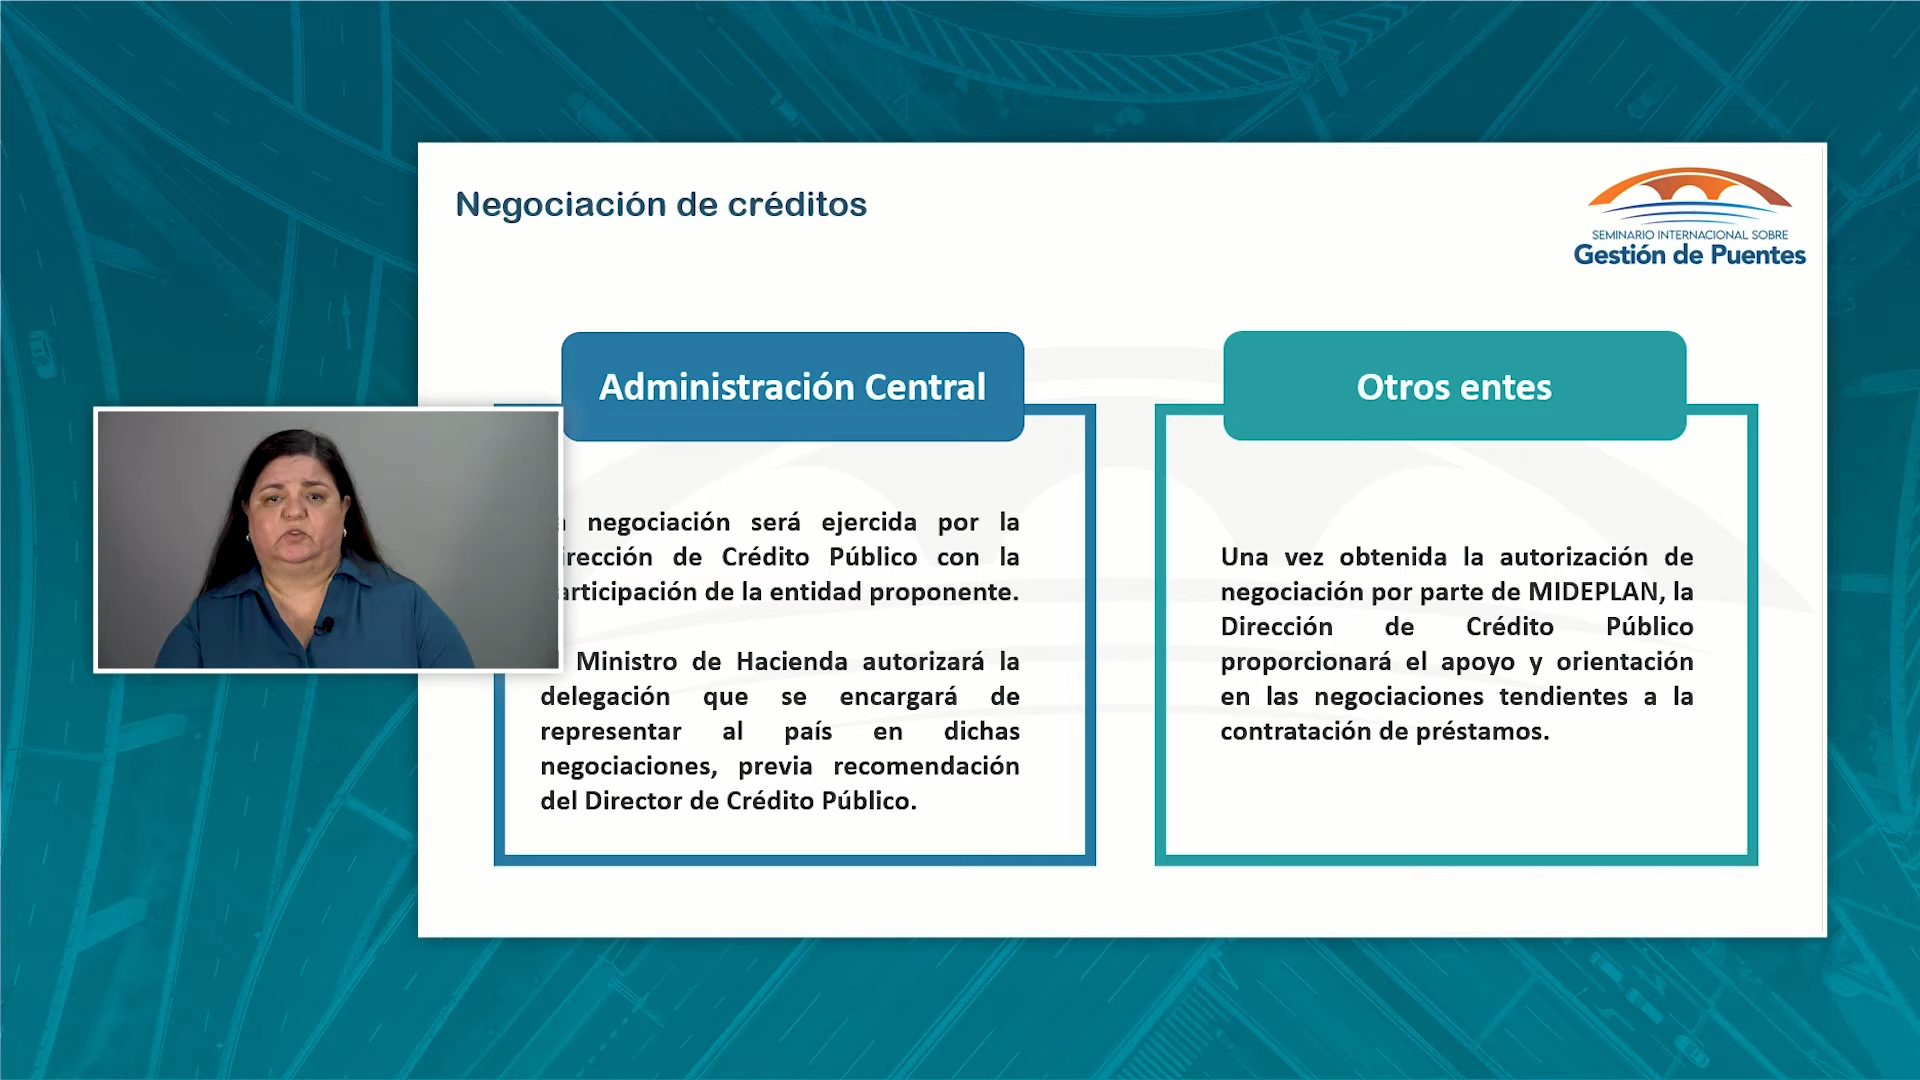 Negociación de créditos
SEMINARIO INTERNACIONAL SOBRE
Gestión de Puentes
Administración Central
negociación será ejercida por la
irección de Crédito Público con la
articipación de la entidad proponente.
Ministro de Hacienda autorizará la
delegación que se encargará de
representar al país en dichas
negociaciones, previa recomendación
del Director de Crédito Público.
Otros entes
Una vez obtenida la autorización de
negociación por parte de MIDEPLAN, la
Dirección de Crédito Público
proporcionará el apoyo y orientación
en las negociaciones tendientes a la
contratación de préstamos.